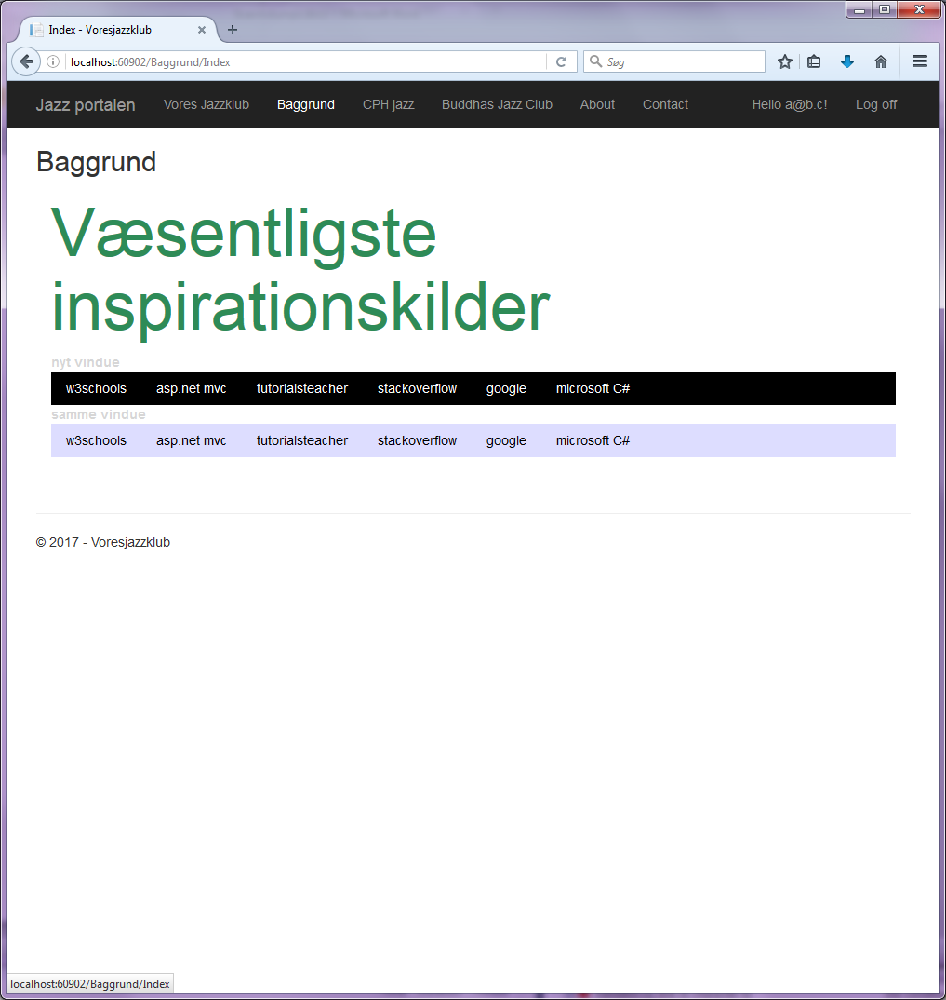 Index - Voresjazzklub
localhost:60902/Baggrund/Index
Søg
Jazz portalen Vores Jazzklub Baggrund CPH jazz Buddhas Jazz Club About Contact Hello a@b.c! Log off
Baggrund
Væsentligste
inspirationskilder
nyt vindue
w3schools asp.net mvc tutorialsteacher stackoverflow google microsoft C#
samme vindue
w3schools asp.net mvc tutorialsteacher stackoverflow google microsoft C#
© 2017 - Voresjazzklub
localhost:60902/Baggrund/Index